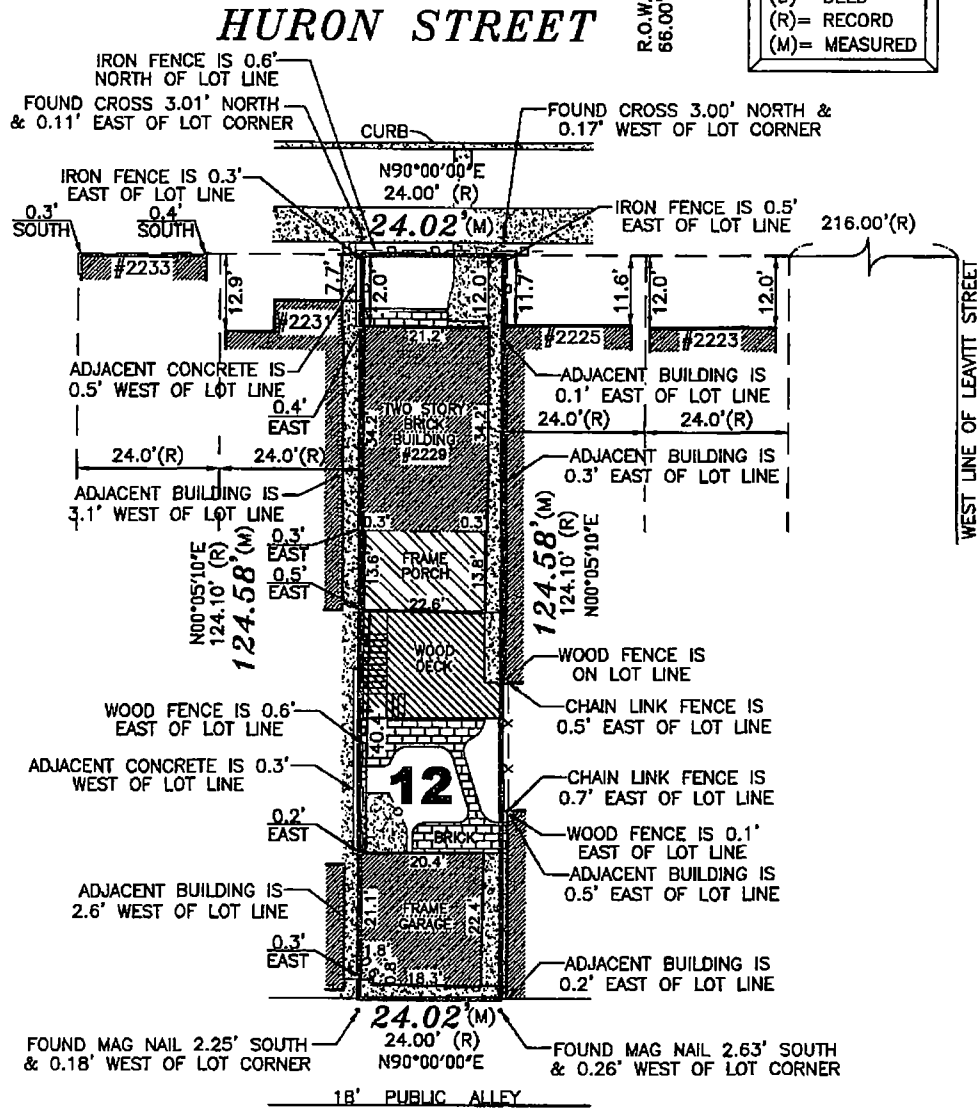 HURON STREET
R.O.W.
66.00'
(R)= RECORD
(M)= MEASURED
IRON FENCE IS 0.6'
NORTH OF LOT LINE
FOUND CROSS 3.01' NORTH
& 0.11' EAST OF LOT CORNER
FOUND CROSS 3.00' NORTH &
0.17' WEST OF LOT CORNER
CURB
N90°00'00"E
24.00' (R)
24.02'(M)
IRON FENCE IS 0.3'
EAST OF LOT LINE
IRON FENCE IS 0.5'
EAST OF LOT LINE
216.00'(R)
0.3'
SOUTH
0.4'
SOUTH
#2233
12.9'
7.7'
12.0'
12.0'
11.7'
11.6'
12.0'
12.0'
#2231
21.2'
#2225
#2223
WEST LINE OF LEAVITT STREET
ADJACENT CONCRETE IS
0.5' WEST OF LOT LINE
ADJACENT BUILDING IS
0.1' EAST OF LOT LINE
0.4'
EAST
TWO STORY
BRICK
BUILDING
#2229
34.2'
34.2'
24.0'(R)
24.0'(R)
24.0'(R)
24.0'(R)
ADJACENT BUILDING IS
3.1' WEST OF LOT LINE
ADJACENT BUILDING IS
0.3' EAST OF LOT LINE
0.3'
0.3'
0.3'
EAST
FRAME
PORCH
13.6'
13.8'
0.5'
EAST
22.6'
N00°05'10"E
124.10' (R)
124.58'(M)
124.58'(M)
124.10' (R)
N00°05'10"E
WOOD
DECK
WOOD FENCE IS
ON LOT LINE
CHAIN LINK FENCE IS
0.5' EAST OF LOT LINE
WOOD FENCE IS 0.6'
EAST OF LOT LINE
40.4'
ADJACENT CONCRETE IS 0.3'
WEST OF LOT LINE
12
CHAIN LINK FENCE IS
0.7' EAST OF LOT LINE
0.2'
EAST
BRICK
WOOD FENCE IS 0.1'
EAST OF LOT LINE
20.4'
ADJACENT BUILDING IS
0.5' EAST OF LOT LINE
ADJACENT BUILDING IS
2.6' WEST OF LOT LINE
21.1'
FRAME
GARAGE
22.4'
0.3'
EAST
1.8'
0.8'
18.3'
ADJACENT BUILDING IS
0.2' EAST OF LOT LINE
24.02'(M)
24.00' (R)
N90°00'00"E
FOUND MAG NAIL 2.25' SOUTH
& 0.18' WEST OF LOT CORNER
FOUND MAG NAIL 2.63' SOUTH
& 0.26' WEST OF LOT CORNER
18' PUBLIC ALLEY